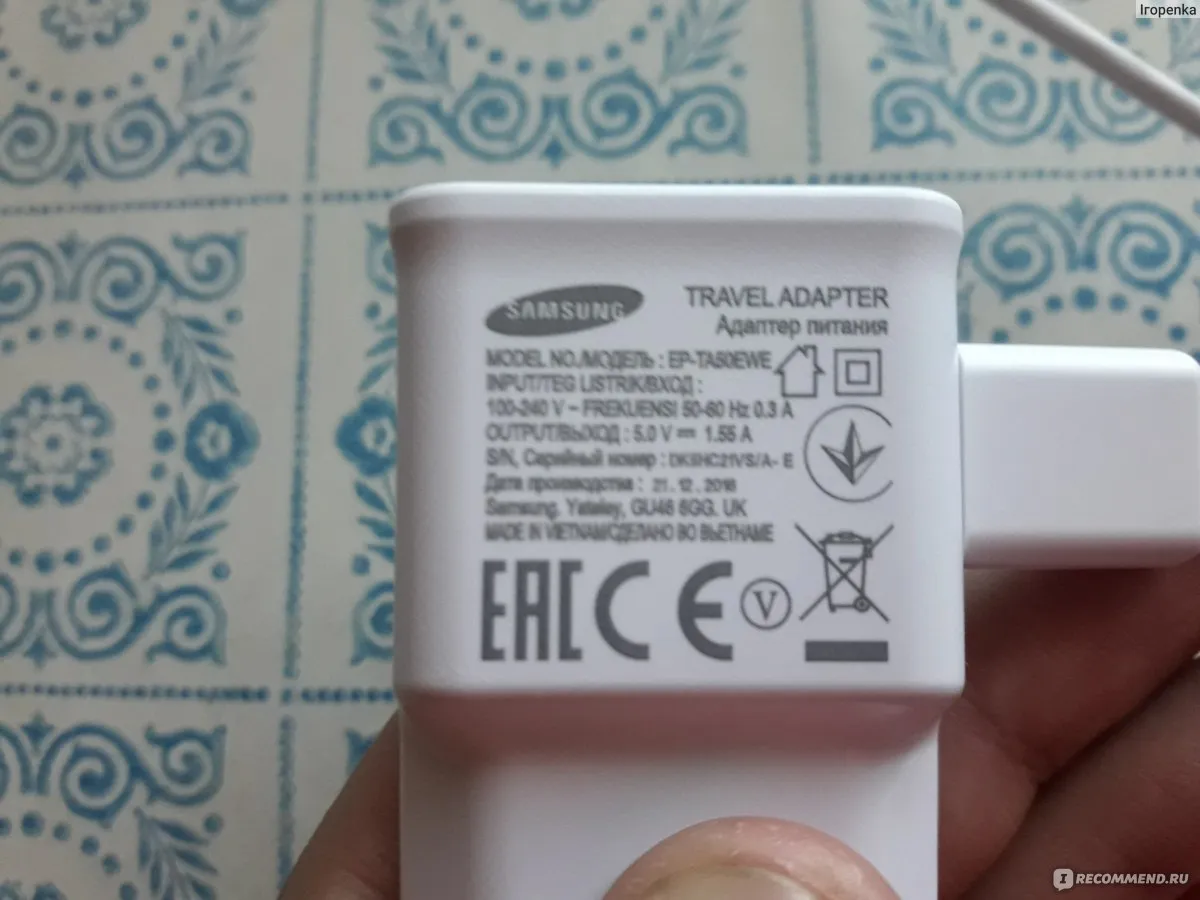 Iropenka
SAMSUNG
TRAVEL ADAPTER
Адаптер питания
MODEL NO./МОДЕЛЬ : EP-TA50EWE
INPUT/TEG LISTRIK/ВХОД :
100-240 V ~ FREKUENSI 50-60 Hz 0.3 A
OUTPUT/ВЫХОД : 5.0 V ⎓ 1.55 A
S/N, Серийный номер : DK8HC21VS/A- E
Дата производства : 21.12.2016
Samsung. Yateley, GU46 6GG. UK
MADE IN VIETNAM/СДЕЛАНО ВО ВЬЕТНАМЕ
EAC CE V
IRECOMMEND.RU